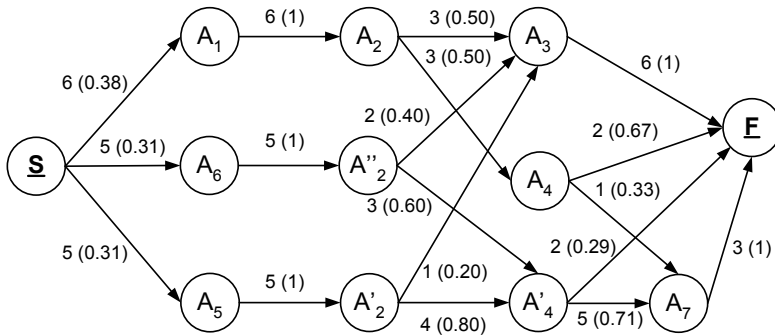 6 (1)
3 (0.50)
A1
A2
A3
3 (0.50)
6 (1)
6 (0.38)
2 (0.40)
2 (0.67)
F
5 (0.31)
5 (1)
S
A6
A''2
A4
1 (0.33)
3 (0.60)
5 (0.31)
2 (0.29)
3 (1)
5 (1)
1 (0.20)
A5
A'2
A'4
A7
4 (0.80)
5 (0.71)